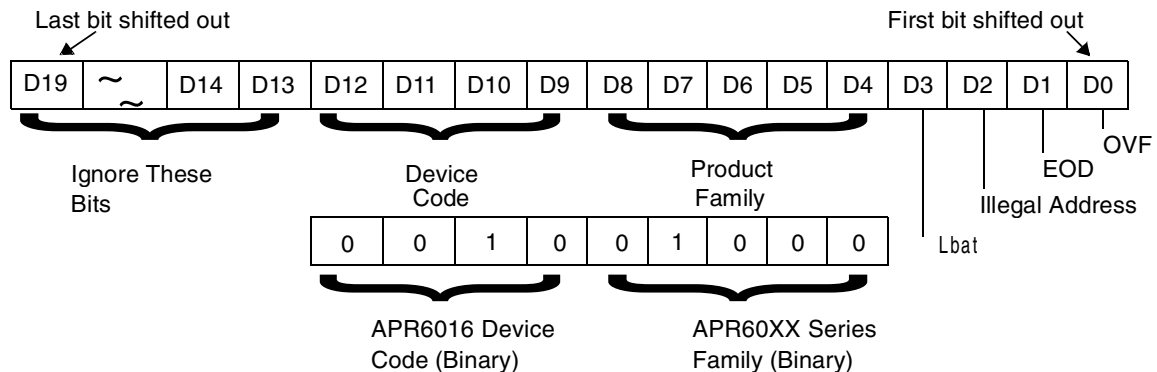 Last bit shifted out
First bit shifted out
D19 ~ ~ D14 D13 D12 D11 D10 D9 D8 D7 D6 D5 D4 D3 D2 D1 D0
OVF
EOD
Illegal Address
Lbat
Ignore These
Bits
Device
Code
Product
Family
0 0 1 0 0 1 0 0 0
APR6016 Device
Code (Binary)
APR60XX Series
Family (Binary)